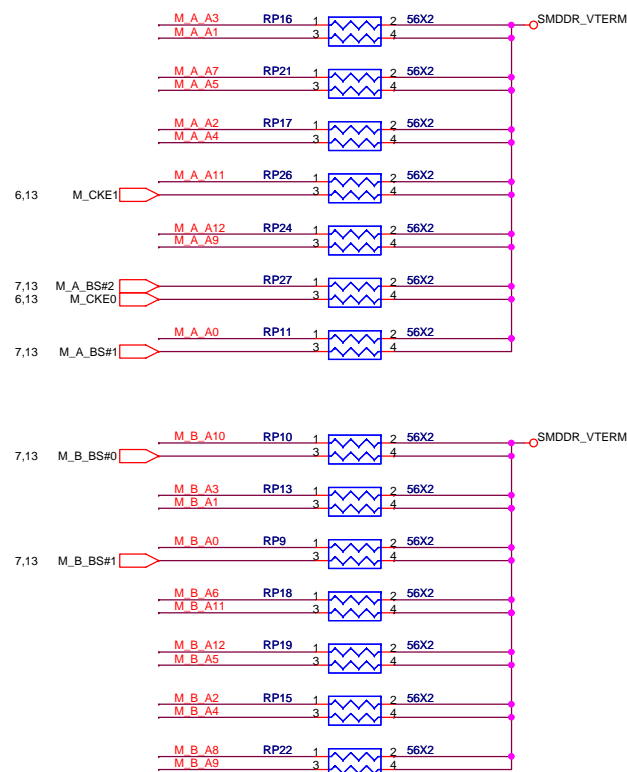 M_A_A3 RP16 1 2 56X2 SMDDR_VTERM
M_A_A1 3 4
M_A_A7 RP21 1 2 56X2
M_A_A5 3 4
M_A_A2 RP17 1 2 56X2
M_A_A4 3 4
M_A_A11 RP26 1 2 56X2
6,13 M_CKE1 3 4
M_A_A12 RP24 1 2 56X2
M_A_A9 3 4
7,13 M_A_BS#2 RP27 1 2 56X2
6,13 M_CKE0 3 4
M_A_A0 RP11 1 2 56X2
7,13 M_A_BS#1 3 4
M_B_A10 RP10 1 2 56X2 SMDDR_VTERM
7,13 M_B_BS#0 3 4
M_B_A3 RP13 1 2 56X2
M_B_A1 3 4
M_B_A0 RP9 1 2 56X2
7,13 M_B_BS#1 3 4
M_B_A6 RP18 1 2 56X2
M_B_A11 3 4
M_B_A12 RP19 1 2 56X2
M_B_A5 3 4
M_B_A2 RP15 1 2 56X2
M_B_A4 3 4
M_B_A8 RP22 1 2 56X2
M_B_A9 3 4